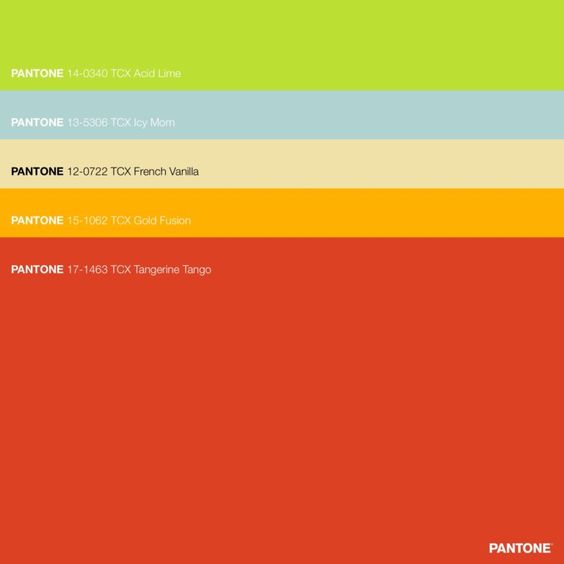 PANTONE 14-0340 TCX Acid Lime
PANTONE 13-5306 TCX Icy Morn
PANTONE 12-0722 TCX French Vanilla
PANTONE 15-1062 TCX Gold Fusion
PANTONE 17-1463 TCX Tangerine Tango
PANTONE